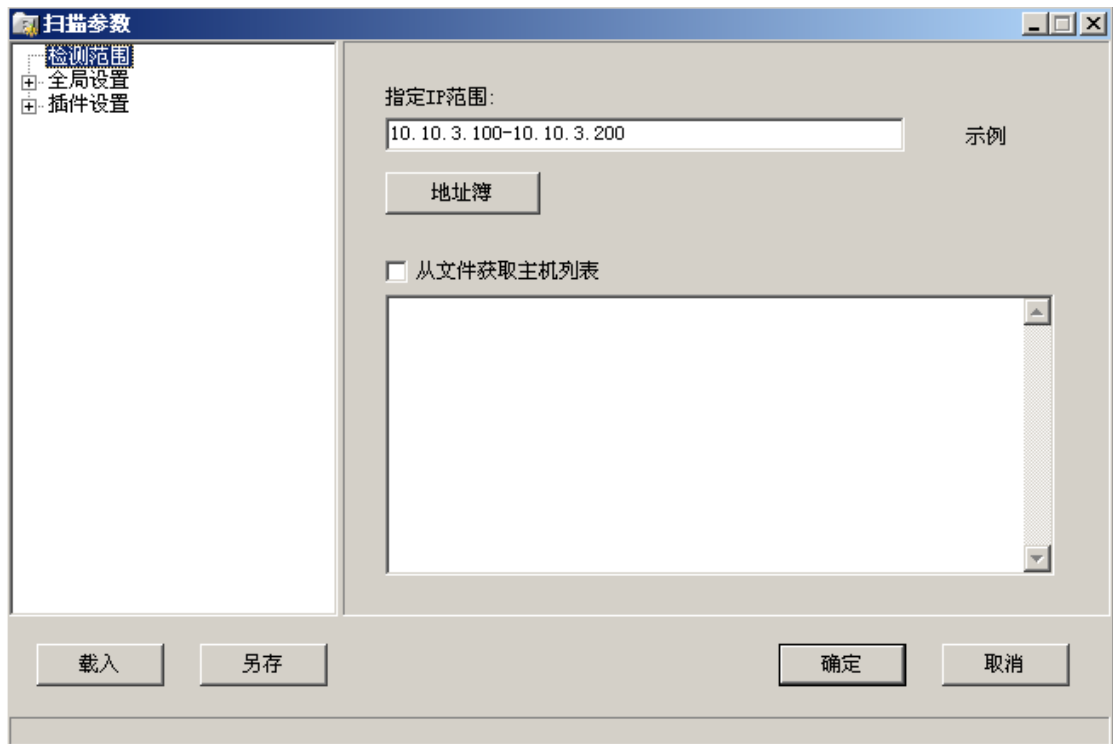 扫描参数
检测范围
全局设置
插件设置
指定IP范围:
10.10.3.100-10.10.3.200
示例
地址簿
从文件获取主机列表
载入
另存
确定
取消